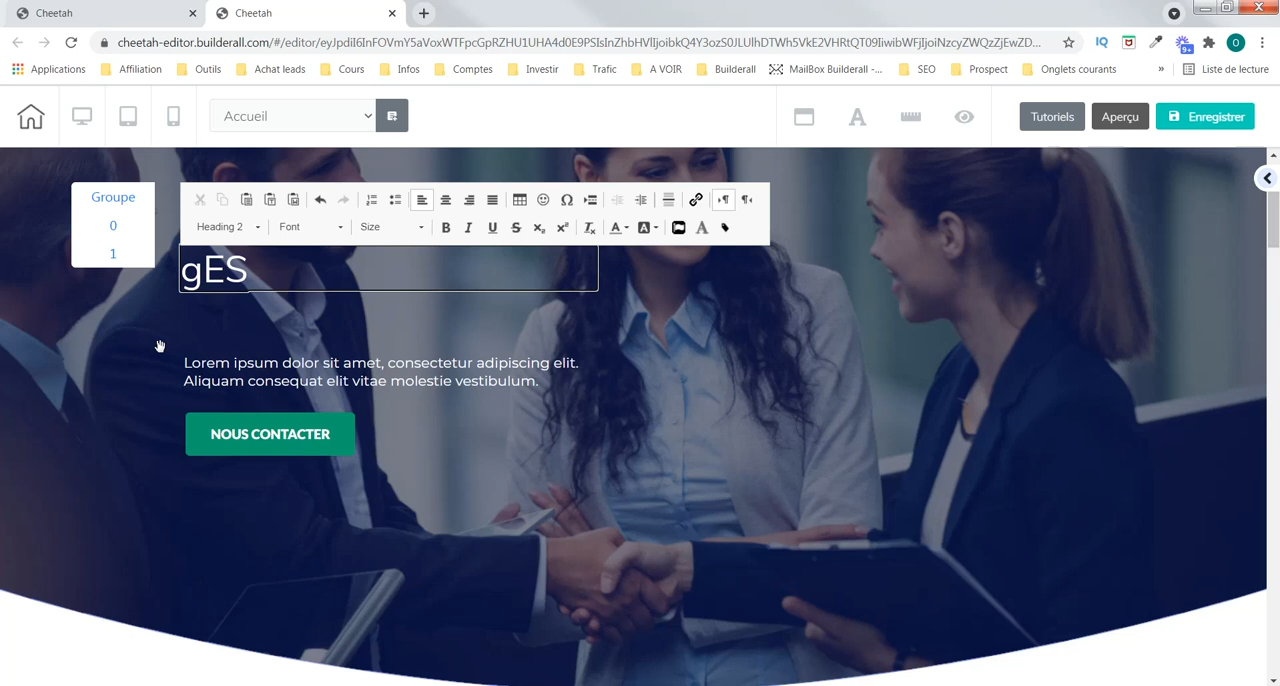 Cheetah
Cheetah
cheetah-editor.builderall.com/#/editor/
Applications
Affiliation
Outils
Achat leads
Cours
Infos
Comptes
Investir
Trafic
A VOIR
Builderall
MailBox Builderall -...
SEO
Prospect
Onglets courants
»
Liste de lecture
IQ
9+
O
Accueil
Tutoriels
Aperçu
Enregistrer
Groupe
0
1
Heading 2
Font
Size
B
I
U
S
gES
Lorem ipsum dolor sit amet, consectetur adipiscing elit.
Aliquam consequat elit vitae molestie vestibulum.
NOUS CONTACTER